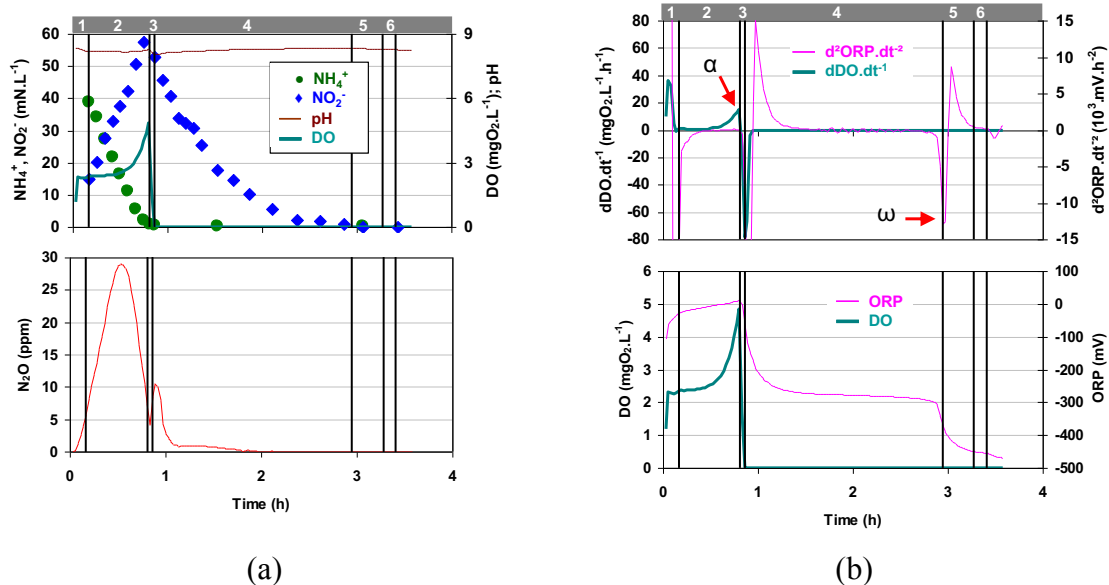 1 2 3 4 5 6
60
50
40
30
20
10
0
NH₄⁺, NO₂⁻ (mN.L⁻¹)
NH₄⁺
NO₂⁻
pH
DO
9
6
3
0
DO (mgO₂.L⁻¹); pH
30
25
20
15
10
5
0
N₂O (ppm)
0 1 2 3 4
Time (h)
(a)
1 2 3 4 5 6
80
60
40
20
0
-20
-40
-60
-80
dDO.dt⁻¹ (mgO₂.L⁻¹.h⁻¹)
α
d²ORP.dt⁻²
dDO.dt⁻¹
ω
15
10
5
0
-5
-10
-15
d²ORP.dt⁻² (10³.mV.h⁻²)
6
5
4
3
2
1
0
DO (mgO₂.L⁻¹)
ORP
DO
100
0
-100
-200
-300
-400
-500
ORP (mV)
0 1 2 3 4
Time (h)
(b)